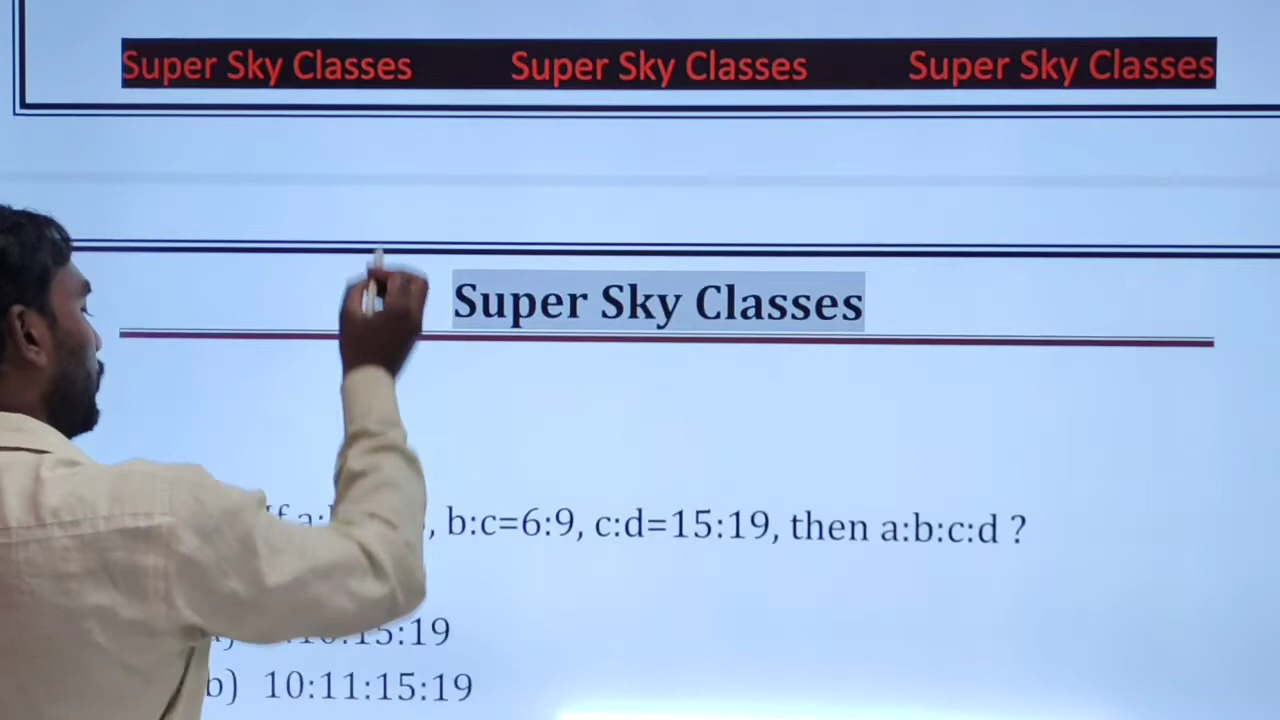 Super Sky Classes Super Sky Classes Super Sky Classes
Super Sky Classes
If a: , b:c=6:9, c:d=15:19, then a:b:c:d ?
:15:19
b) 10:11:15:19